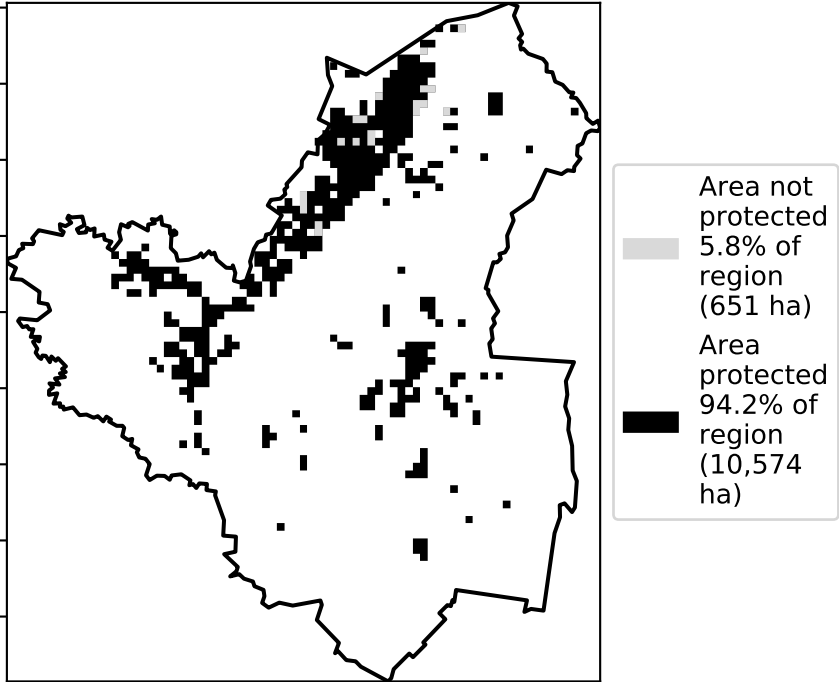 Area not
protected
5.8% of
region
(651 ha)
Area
protected
94.2% of
region
(10,574
ha)